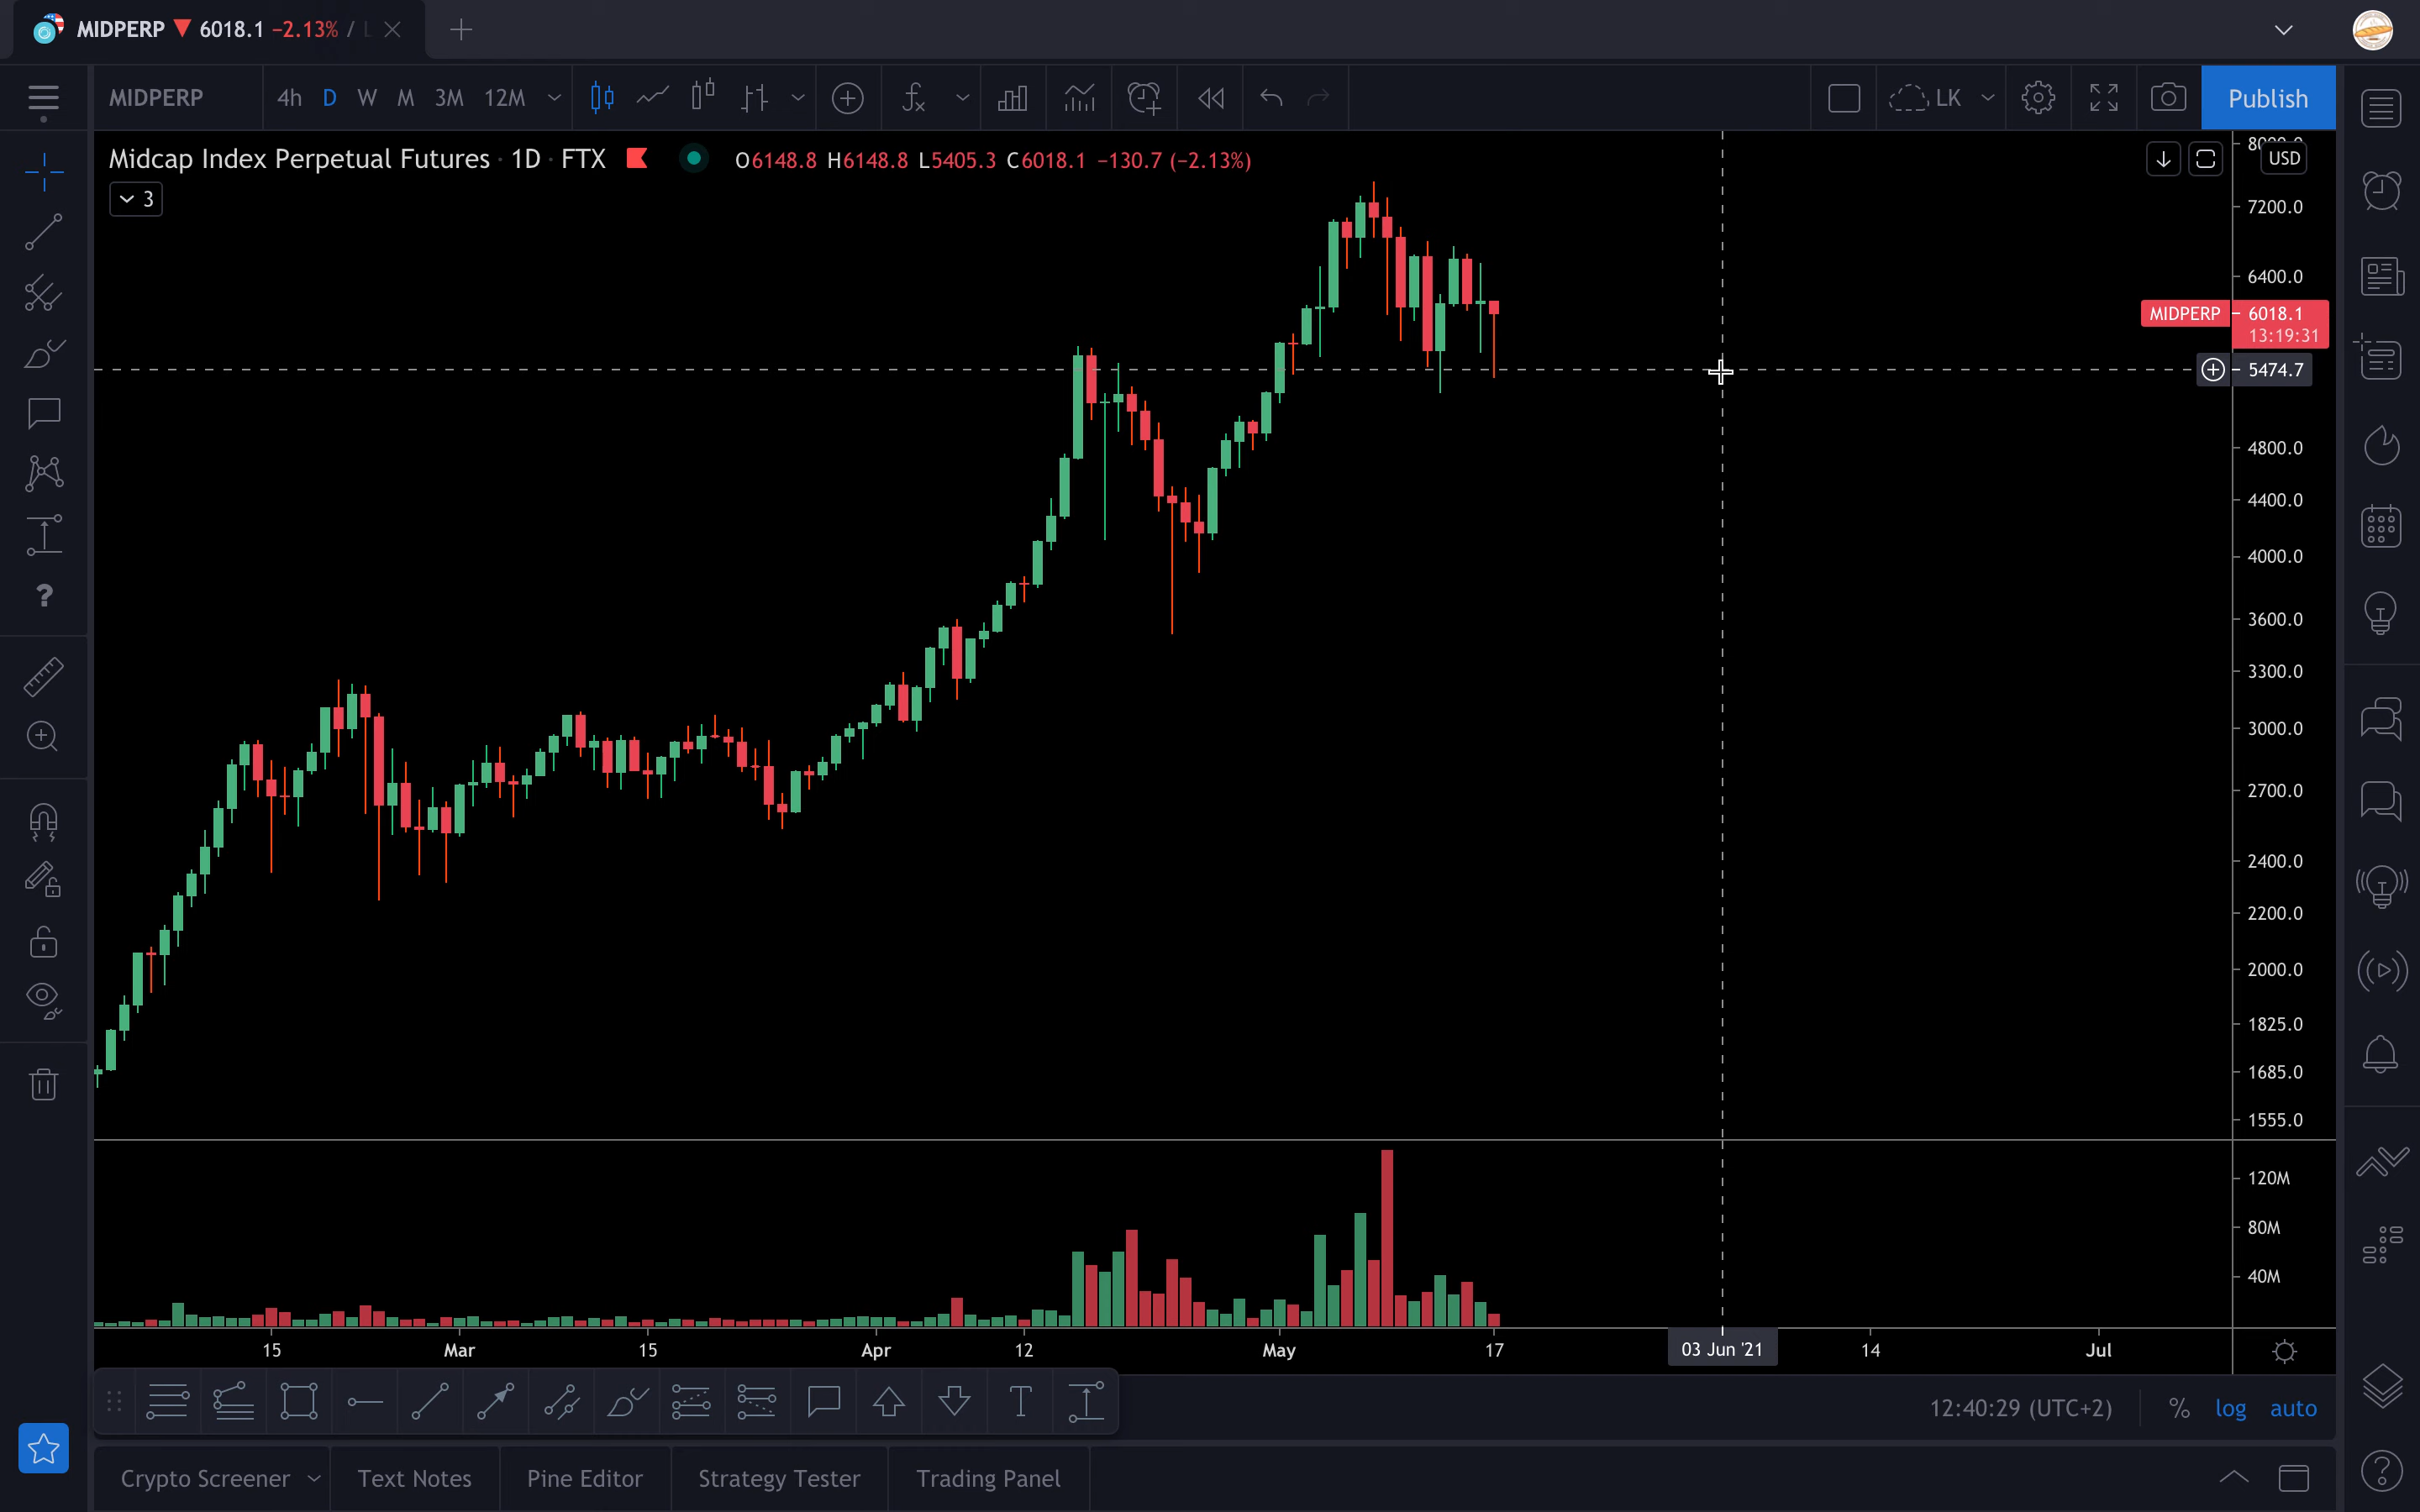 MIDPERP ▼ 6018.1 −2.13% /
MIDPERP 4h D W M 3M 12M LK Publish
Midcap Index Perpetual Futures · 1D · FTX O6148.8 H6148.8 L5405.3 C6018.1 −130.7 (−2.13%)
USD
3
7200.0
6400.0
MIDPERP 6018.1
13:19:31
5474.7
4800.0
4400.0
4000.0
3600.0
3300.0
3000.0
2700.0
2400.0
2200.0
2000.0
1825.0
1685.0
1555.0
120M
80M
40M
15 Mar 15 Apr 12 May 17 03 Jun '21 14 Jul
12:40:29 (UTC+2) % log auto
Crypto Screener Text Notes Pine Editor Strategy Tester Trading Panel